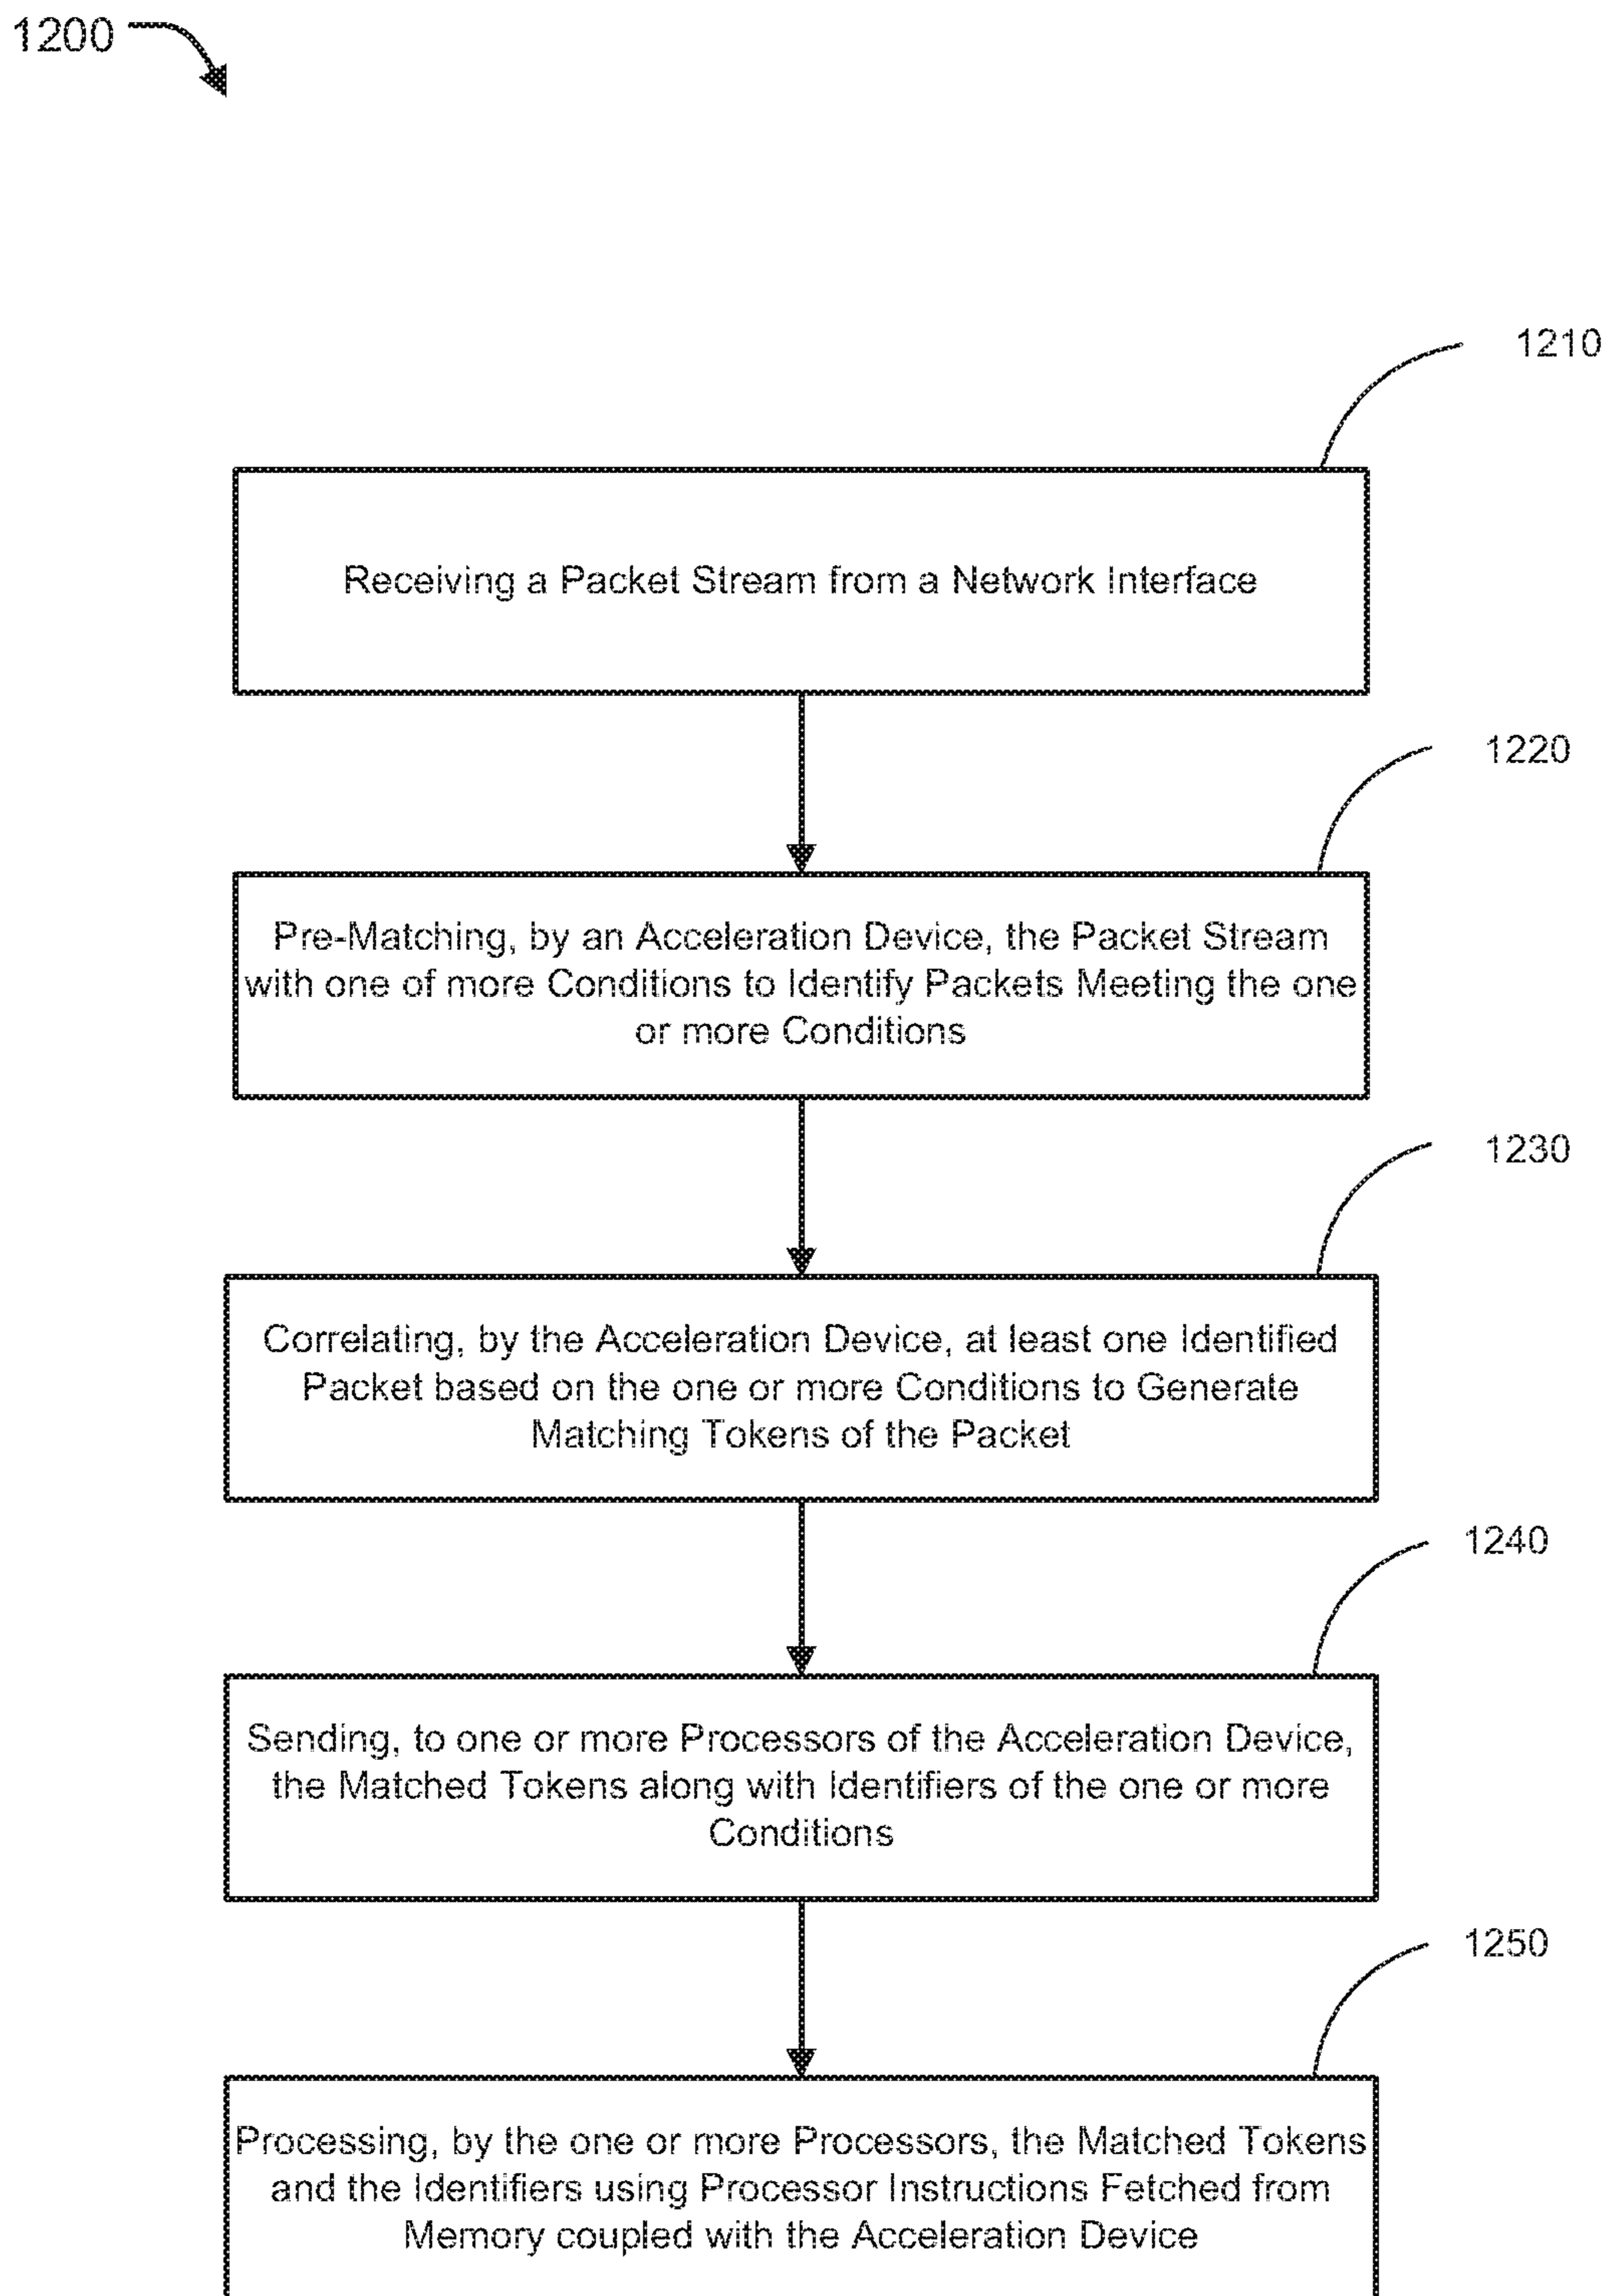 1200
1210
Receiving a Packet Stream from a Network Interface
1220
Pre-Matching, by an Acceleration Device, the Packet Stream
with one of more Conditions to Identify Packets Meeting the one
or more Conditions
1230
Correlating, by the Acceleration Device, at least one Identified
Packet based on the one or more Conditions to Generate
Matching Tokens of the Packet
1240
Sending, to one or more Processors of the Acceleration Device,
the Matched Tokens along with Identifiers of the one or more
Conditions
1250
Processing, by the one or more Processors, the Matched Tokens
and the Identifiers using Processor Instructions Fetched from
Memory coupled with the Acceleration Device